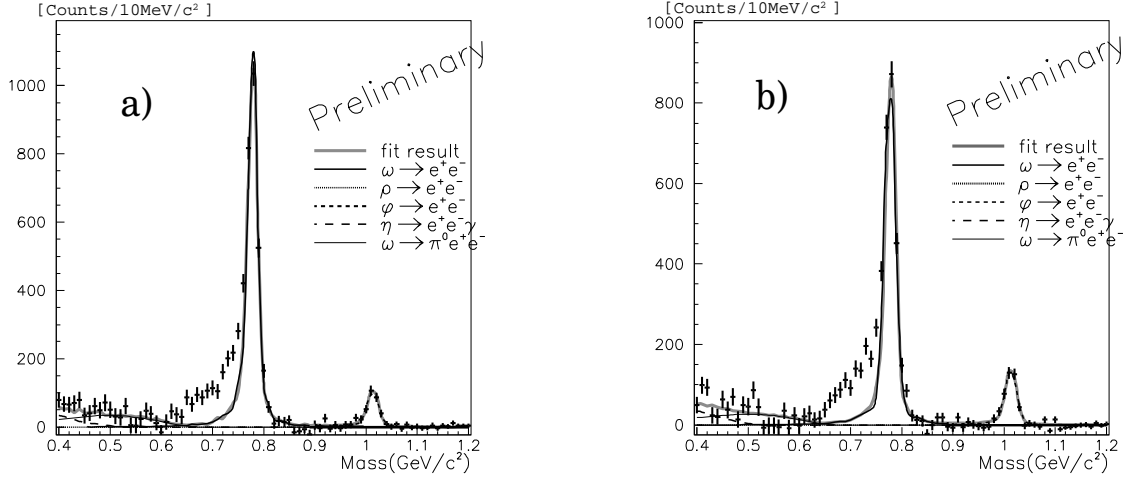 [Counts/10MeV/c²]
a)
Preliminary
fit result
ω → e⁺e⁻
ρ → e⁺e⁻
φ → e⁺e⁻
η → e⁺e⁻γ
ω → π⁰e⁺e⁻
1000
800
600
400
200
0
0.4 0.5 0.6 0.7 0.8 0.9 1 1.1 1.2
Mass(GeV/c²)
[Counts/10MeV/c²]
b)
Preliminary
fit result
ω → e⁺e⁻
ρ → e⁺e⁻
φ → e⁺e⁻
η → e⁺e⁻γ
ω → π⁰e⁺e⁻
1000
800
600
400
200
0
0.4 0.5 0.6 0.7 0.8 0.9 1 1.1 1.2
Mass(GeV/c²)